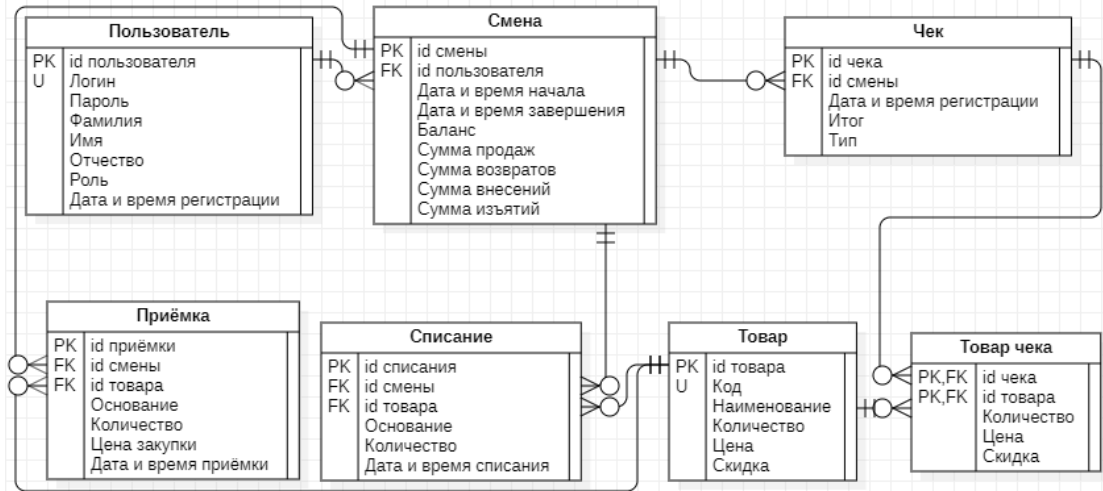 Пользователь
PK id пользователя
U Логин
Пароль
Фамилия
Имя
Отчество
Роль
Дата и время регистрации
Смена
PK id смены
FK id пользователя
Дата и время начала
Дата и время завершения
Баланс
Сумма продаж
Сумма возвратов
Сумма внесений
Сумма изъятий
Чек
PK id чека
FK id смены
Дата и время регистрации
Итог
Тип
Приёмка
PK id приёмки
FK id смены
FK id товара
Основание
Количество
Цена закупки
Дата и время приёмки
Списание
PK id списания
FK id смены
FK id товара
Основание
Количество
Дата и время списания
Товар
PK id товара
U Код
Наименование
Количество
Цена
Скидка
Товар чека
PK,FK id чека
PK,FK id товара
Количество
Цена
Скидка